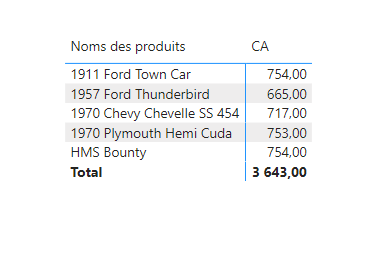 Noms des produits CA
1911 Ford Town Car 754,00
1957 Ford Thunderbird 665,00
1970 Chevy Chevelle SS 454 717,00
1970 Plymouth Hemi Cuda 753,00
HMS Bounty 754,00
Total 3 643,00